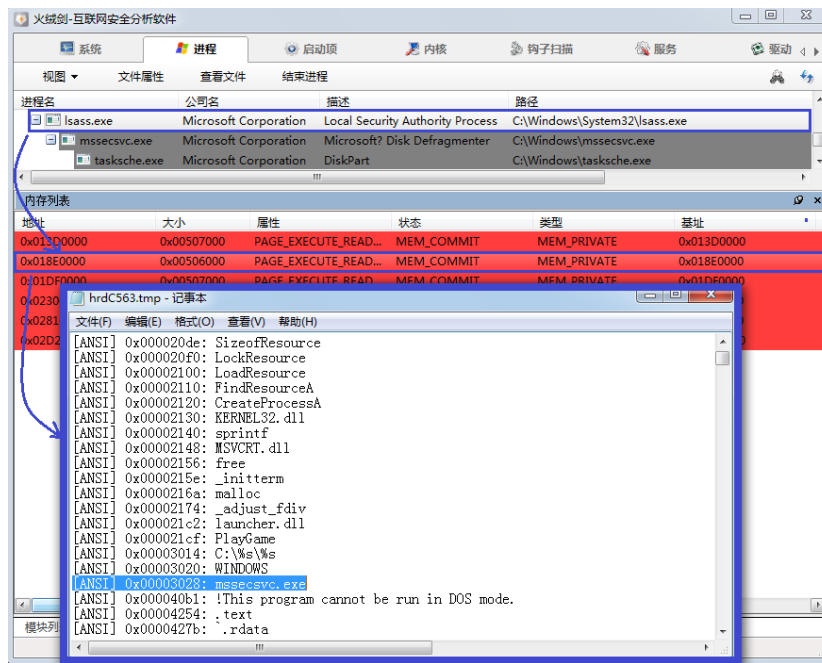 火绒剑-互联网安全分析软件
系统 进程 启动项 内核 钩子扫描 服务 驱动
视图 文件属性 查看文件 结束进程
进程名 公司名 描述 路径
lsass.exe Microsoft Corporation Local Security Authority Process C:\Windows\System32\lsass.exe
mssecsvc.exe Microsoft Corporation Microsoft? Disk Defragmenter C:\Windows\mssecsvc.exe
tasksche.exe Microsoft Corporation DiskPart C:\Windows\tasksche.exe
内存列表
地址 大小 属性 状态 类型 基址
0x013D0000 0x00507000 PAGE_EXECUTE_READ... MEM_COMMIT MEM_PRIVATE 0x013D0000
0x018E0000 0x00506000 PAGE_EXECUTE_READ... MEM_COMMIT MEM_PRIVATE 0x018E0000
0x01DF0000 0x00507000 PAGE_EXECUTE_READ... MEM_COMMIT MEM_PRIVATE 0x01DF0000
hrdC563.tmp - 记事本
文件(F) 编辑(E) 格式(O) 查看(V) 帮助(H)
[ANSI] 0x000020de: SizeofResource
[ANSI] 0x000020f0: LockResource
[ANSI] 0x00002100: LoadResource
[ANSI] 0x00002110: FindResourceA
[ANSI] 0x00002120: CreateProcessA
[ANSI] 0x00002130: KERNEL32.dll
[ANSI] 0x00002140: sprintf
[ANSI] 0x00002148: MSVCRT.dll
[ANSI] 0x00002156: free
[ANSI] 0x0000215e: _initterm
[ANSI] 0x0000216a: malloc
[ANSI] 0x00002174: _adjust_fdiv
[ANSI] 0x000021c2: launcher.dll
[ANSI] 0x000021cf: PlayGame
[ANSI] 0x00003014: C:\%s\%s
[ANSI] 0x00003020: WINDOWS
[ANSI] 0x00003028: mssecsvc.exe
[ANSI] 0x000040b1: !This program cannot be run in DOS mode.
[ANSI] 0x00004254: .text
[ANSI] 0x0000427b: `.rdata
模块列